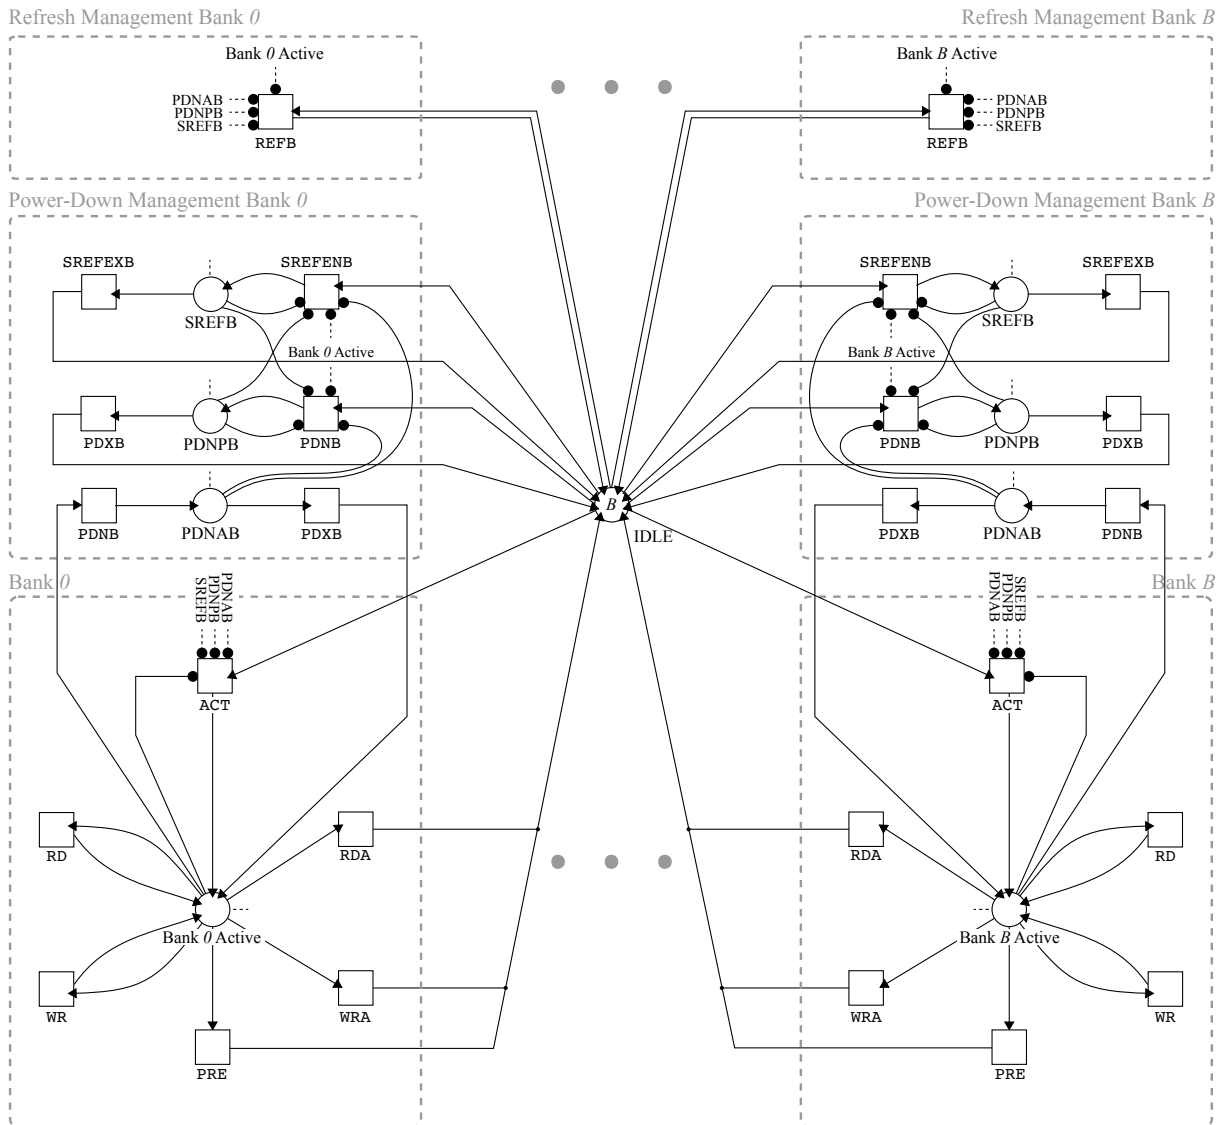 Refresh Management Bank 0
Refresh Management Bank B
Bank 0 Active
PDNAB
PDNPB
SREFB
REFB
Bank B Active
PDNAB
PDNPB
SREFB
REFB
Power-Down Management Bank 0
Power-Down Management Bank B
SREFEXB
SREFENB
SREFB
Bank 0 Active
PDXB
PDNPB
PDNB
PDNB
PDNAB
PDXB
SREFENB
SREFEXB
SREFB
Bank B Active
PDNB
PDNPB
PDXB
PDXB
PDNAB
PDNB
B
IDLE
Bank 0
Bank B
SREFB
PDNPB
PDNAB
ACT
RD
RDA
Bank 0 Active
WR
WRA
PRE
PDNAB
PDNPB
SREFB
ACT
RDA
RD
Bank B Active
WRA
WR
PRE